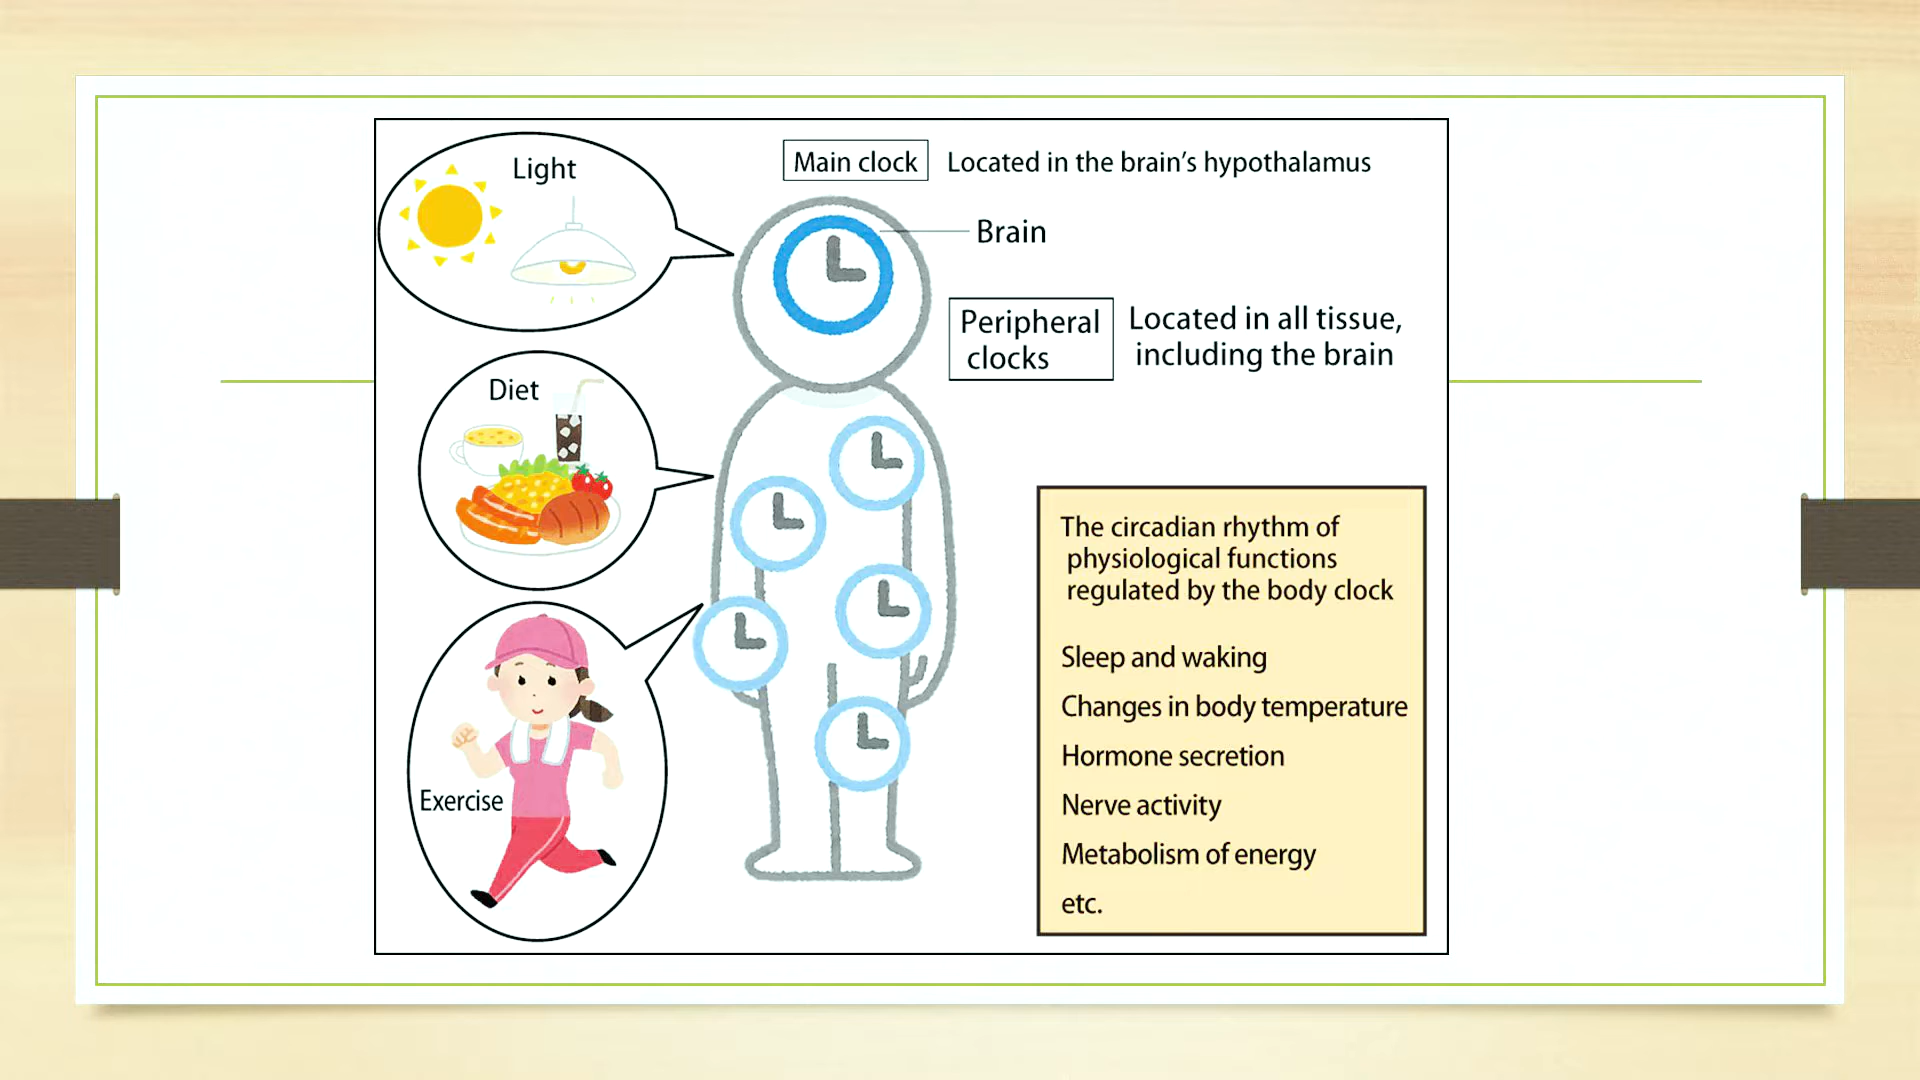 Light
Main clock Located in the brain’s hypothalamus
Brain
Peripheral
clocks
Located in all tissue,
including the brain
Diet
Exercise
The circadian rhythm of
physiological functions
regulated by the body clock
Sleep and waking
Changes in body temperature
Hormone secretion
Nerve activity
Metabolism of energy
etc.